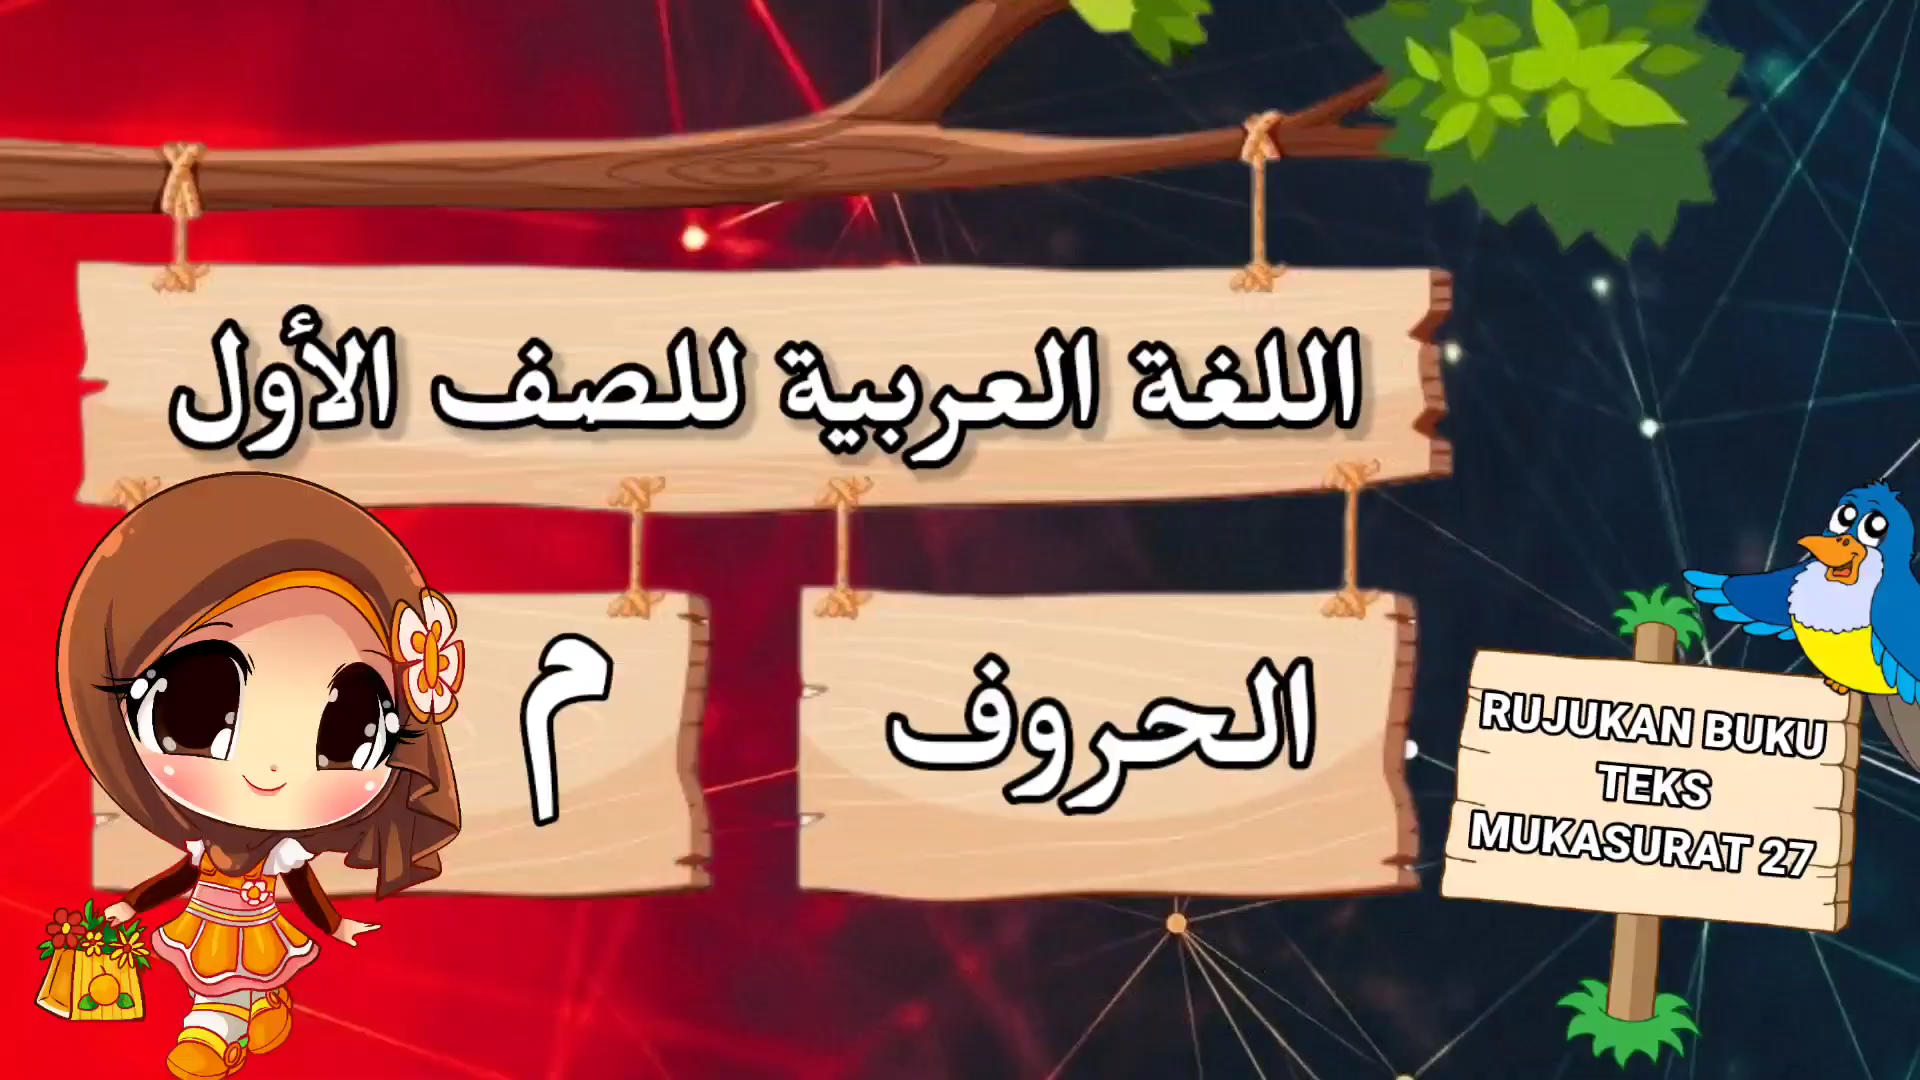 اللغة العربية للصف الأول
الحروف
م
RUJUKAN BUKU
TEKS
MUKASURAT 27